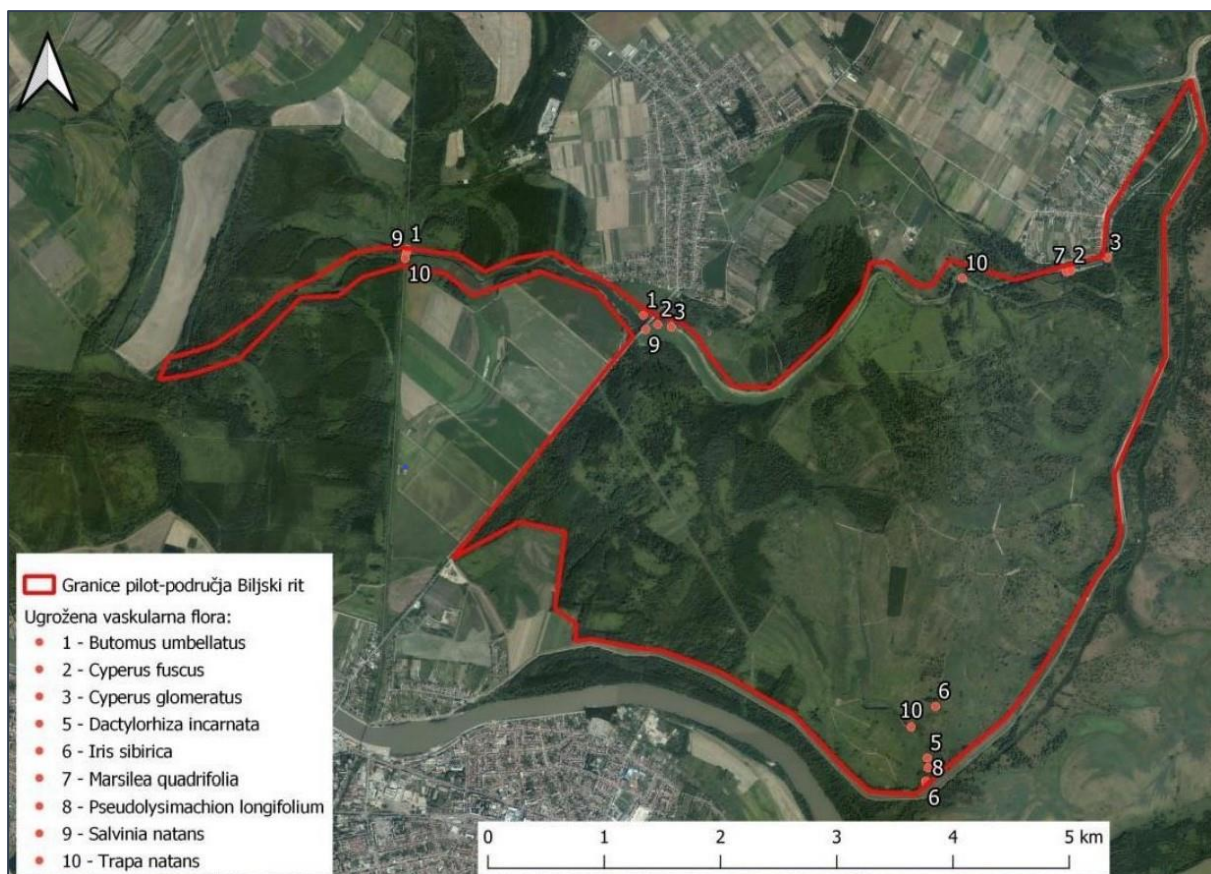 9 1
10
1
2 3
9
10
7 2
3
6
10
5
8
6
Granice pilot-područja Biljski rit
Ugrožena vaskularna flora:
1 - Butomus umbellatus
2 - Cyperus fuscus
3 - Cyperus glomeratus
5 - Dactylorhiza incarnata
6 - Iris sibirica
7 - Marsilea quadrifolia
8 - Pseudolysimachion longifolium
9 - Salvinia natans
10 - Trapa natans
0 1 2 3 4 5 km